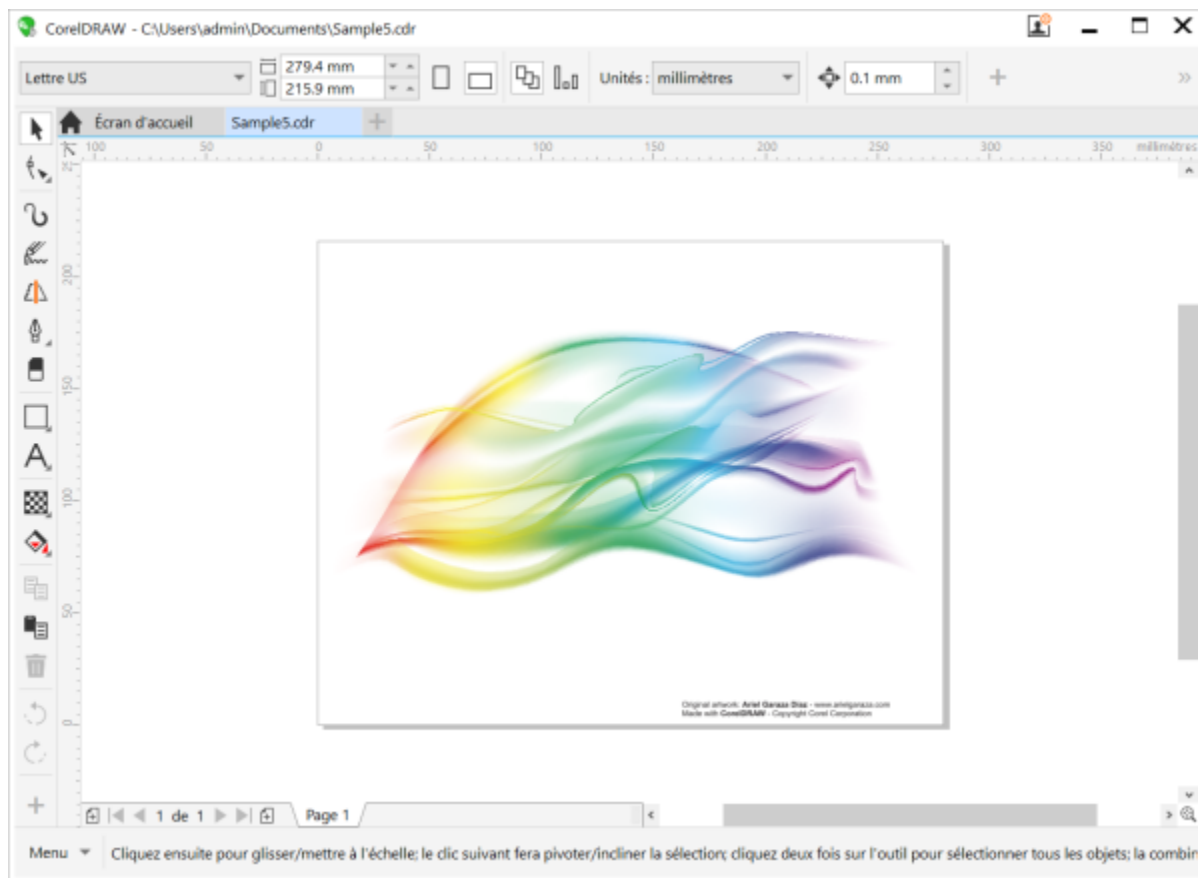 CorelDRAW - C:\Users\admin\Documents\Sample5.cdr
Lettre US
279.4 mm
215.9 mm
Unités : millimètres
0.1 mm
Écran d'accueil
Sample5.cdr
100 50 0 50 100 150 200 250 300 350 millimètres
200
150
100
50
0
Original artwork: Ariel Garaza Diaz - www.arielgaraza.com
Made with CorelDRAW - Copyright Corel Corporation
1 de 1
Page 1
Menu
Cliquez ensuite pour glisser/mettre à l'échelle; le clic suivant fera pivoter/incliner la sélection; cliquez deux fois sur l'outil pour sélectionner tous les objets; la combin